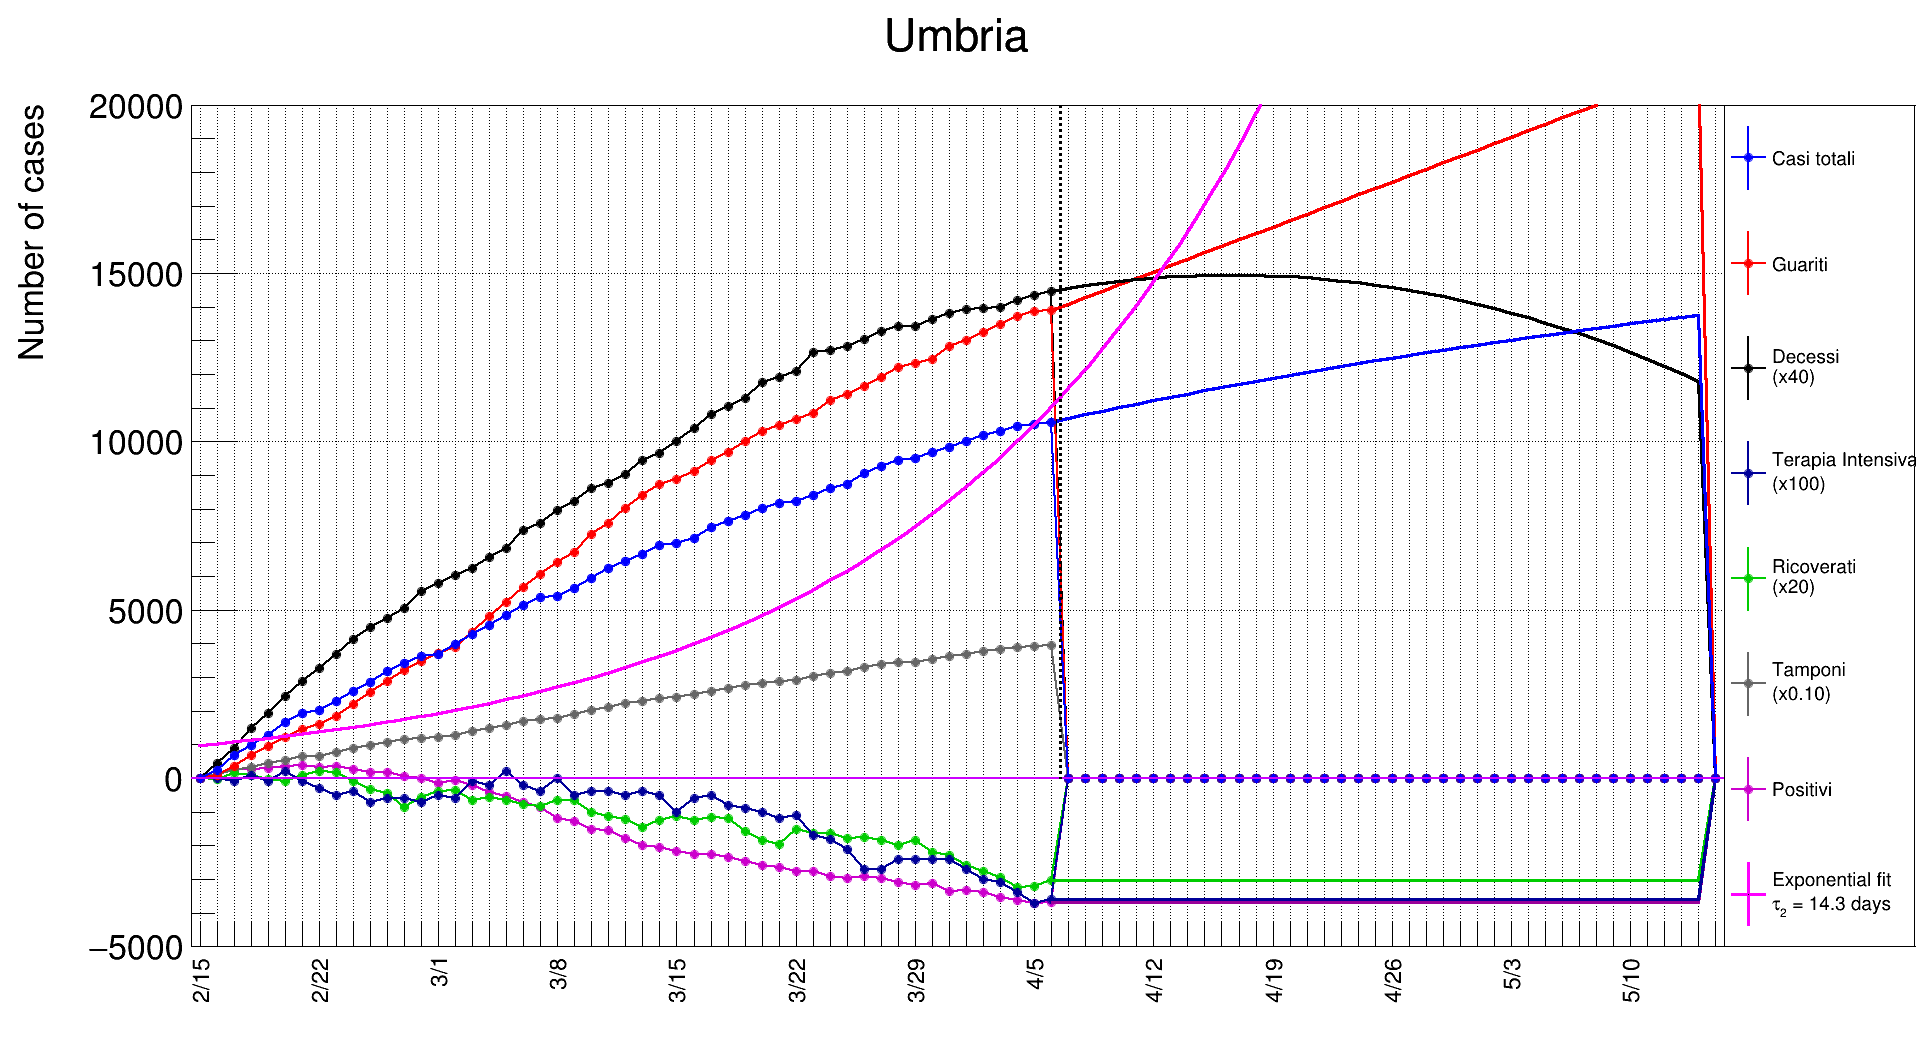 Umbria
Number of cases
20000
15000
10000
5000
0
−5000
2/15
2/22
3/1
3/8
3/15
3/22
3/29
4/5
4/12
4/19
4/26
5/3
5/10
Casi totali
Guariti
Decessi
(x40)
Terapia Intensiva
(x100)
Ricoverati
(x20)
Tamponi
(x0.10)
Positivi
Exponential fit
τ2 = 14.3 days